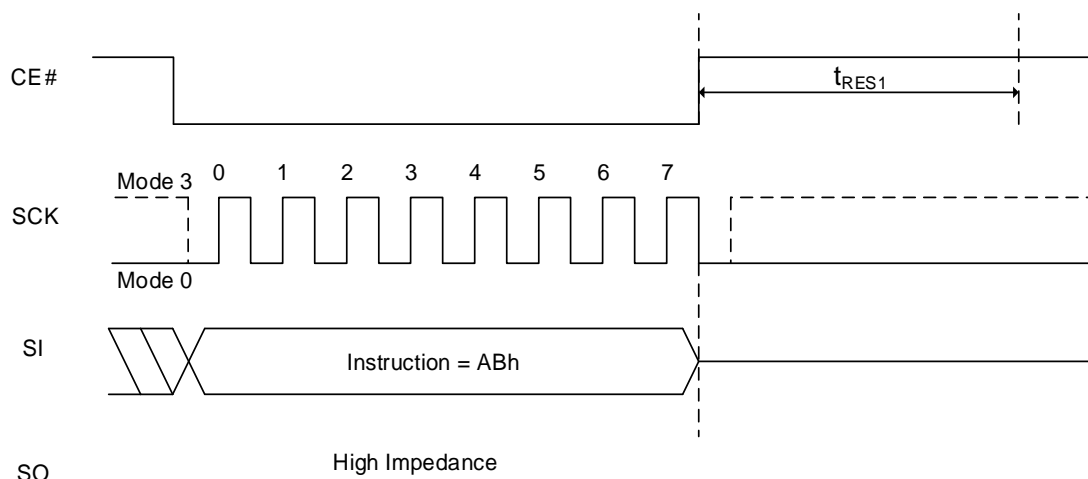 CE#
tRES1
Mode 3
0 1 2 3 4 5 6 7
SCK
Mode 0
SI
Instruction = ABh
High Impedance
SO